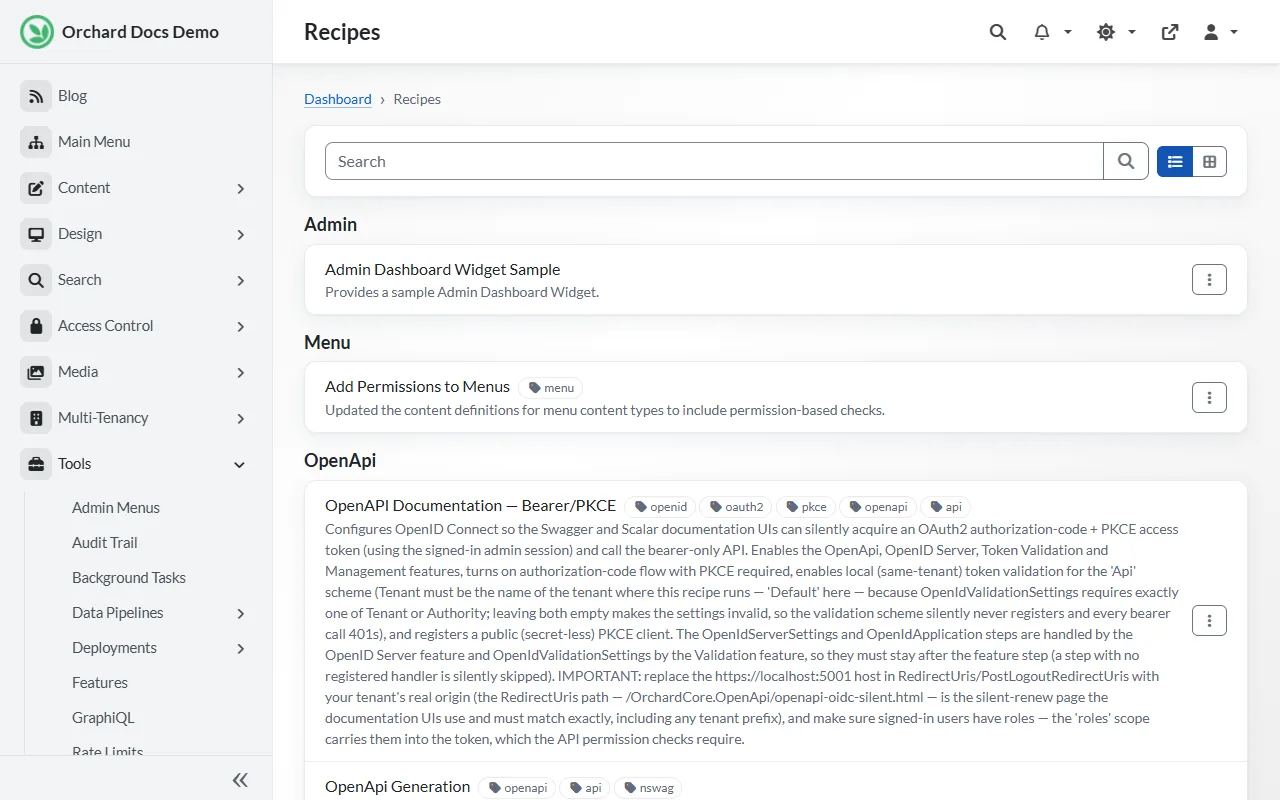 Orchard Docs Demo
Recipes
Blog
Main Menu
Content
Design
Search
Access Control
Media
Multi-Tenancy
Tools
Admin Menus
Audit Trail
Background Tasks
Data Pipelines
Deployments
Features
GraphiQL
Rate Limits
Dashboard › Recipes
Search
Admin
Admin Dashboard Widget Sample
Provides a sample Admin Dashboard Widget.
Menu
Add Permissions to Menus menu
Updated the content definitions for menu content types to include permission-based checks.
OpenApi
OpenAPI Documentation — Bearer/PKCE openid oauth2 pkce openapi api
Configures OpenID Connect so the Swagger and Scalar documentation UIs can silently acquire an OAuth2 authorization-code + PKCE access
token (using the signed-in admin session) and call the bearer-only API. Enables the OpenApi, OpenID Server, Token Validation and
Management features, turns on authorization-code flow with PKCE required, enables local (same-tenant) token validation for the 'Api'
scheme (Tenant must be the name of the tenant where this recipe runs — 'Default' here — because OpenIdValidationSettings requires exactly
one of Tenant or Authority; leaving both empty makes the settings invalid, so the validation scheme silently never registers and every bearer
call 401s), and registers a public (secret-less) PKCE client. The OpenIdServerSettings and OpenIdApplication steps are handled by the
OpenID Server feature and OpenIdValidationSettings by the Validation feature, so they must stay after the feature step (a step with no
registered handler is silently skipped). IMPORTANT: replace the https://localhost:5001 host in RedirectUris/PostLogoutRedirectUris with
your tenant's real origin (the RedirectUris path — /OrchardCore.OpenApi/openapi-oidc-silent.html — is the silent-renew page the
documentation UIs use and must match exactly, including any tenant prefix), and make sure signed-in users have roles — the 'roles' scope
carries them into the token, which the API permission checks require.
OpenApi Generation openapi api nswag